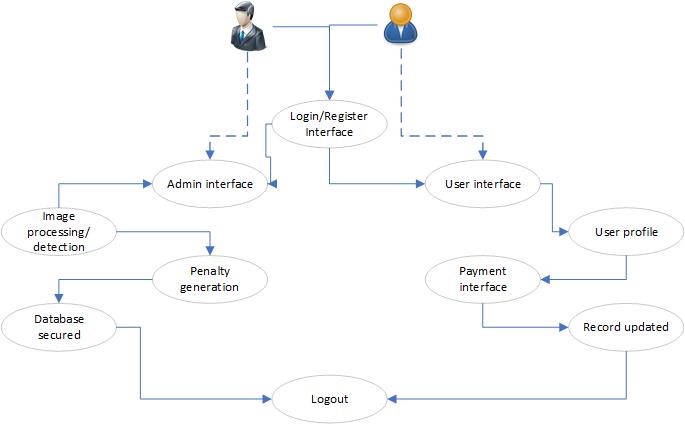 Login/Register
Interface
Admin interface
User interface
Image
processing/
detection
User profile
Penalty
generation
Payment
interface
Database
secured
Record updated
Logout